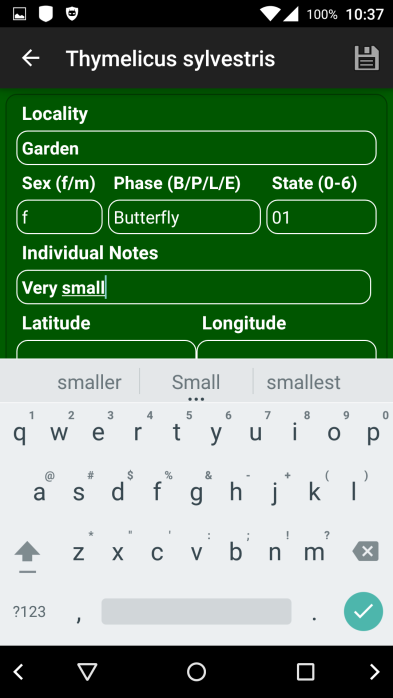 100% 10:37
Thymelicus sylvestris
Locality
Garden
Sex (f/m) Phase (B/P/L/E) State (0-6)
f Butterfly 01
Individual Notes
Very small
Latitude Longitude
smaller Small smallest
1 2 3 4 5 6 7 8 9 0
q w e r t y u i o p
@ # $ % & - + ( )
a s d f g h j k l
* " ' : ; ! ?
z x c v b n m
?123 , .